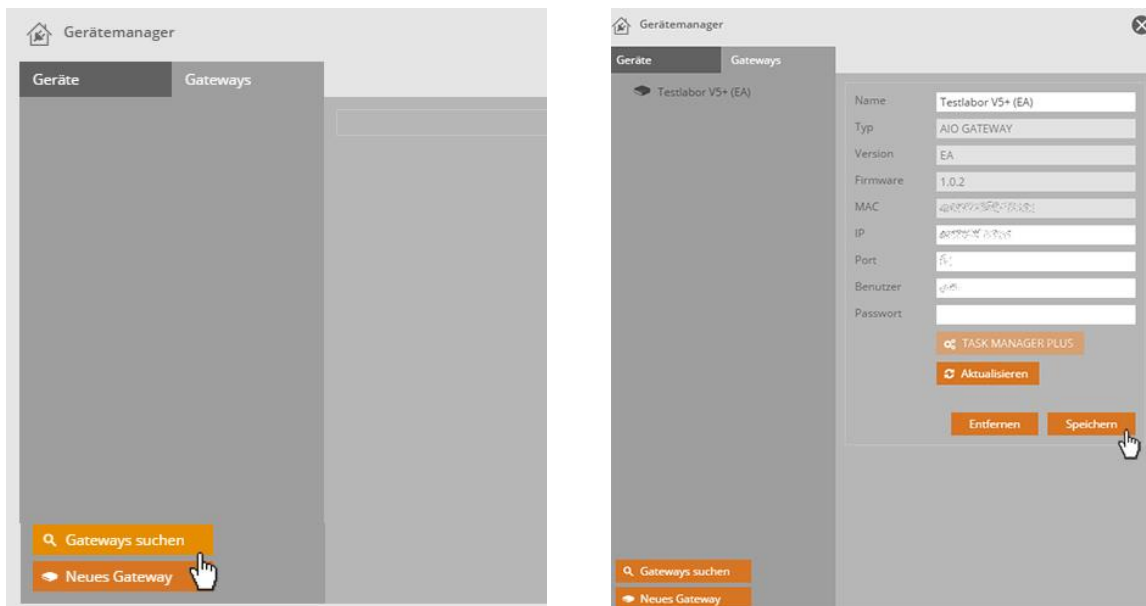 Gerätemanager
Geräte Gateways
Gateways suchen
Neues Gateway
Gerätemanager
Geräte Gateways
Testlabor V5+ (EA)
Name Testlabor V5+ (EA)
Typ AIO GATEWAY
Version EA
Firmware 1.0.2
MAC
IP
Port
Benutzer
Passwort
TASK MANAGER PLUS
Aktualisieren
Entfernen Speichern
Gateways suchen
Neues Gateway